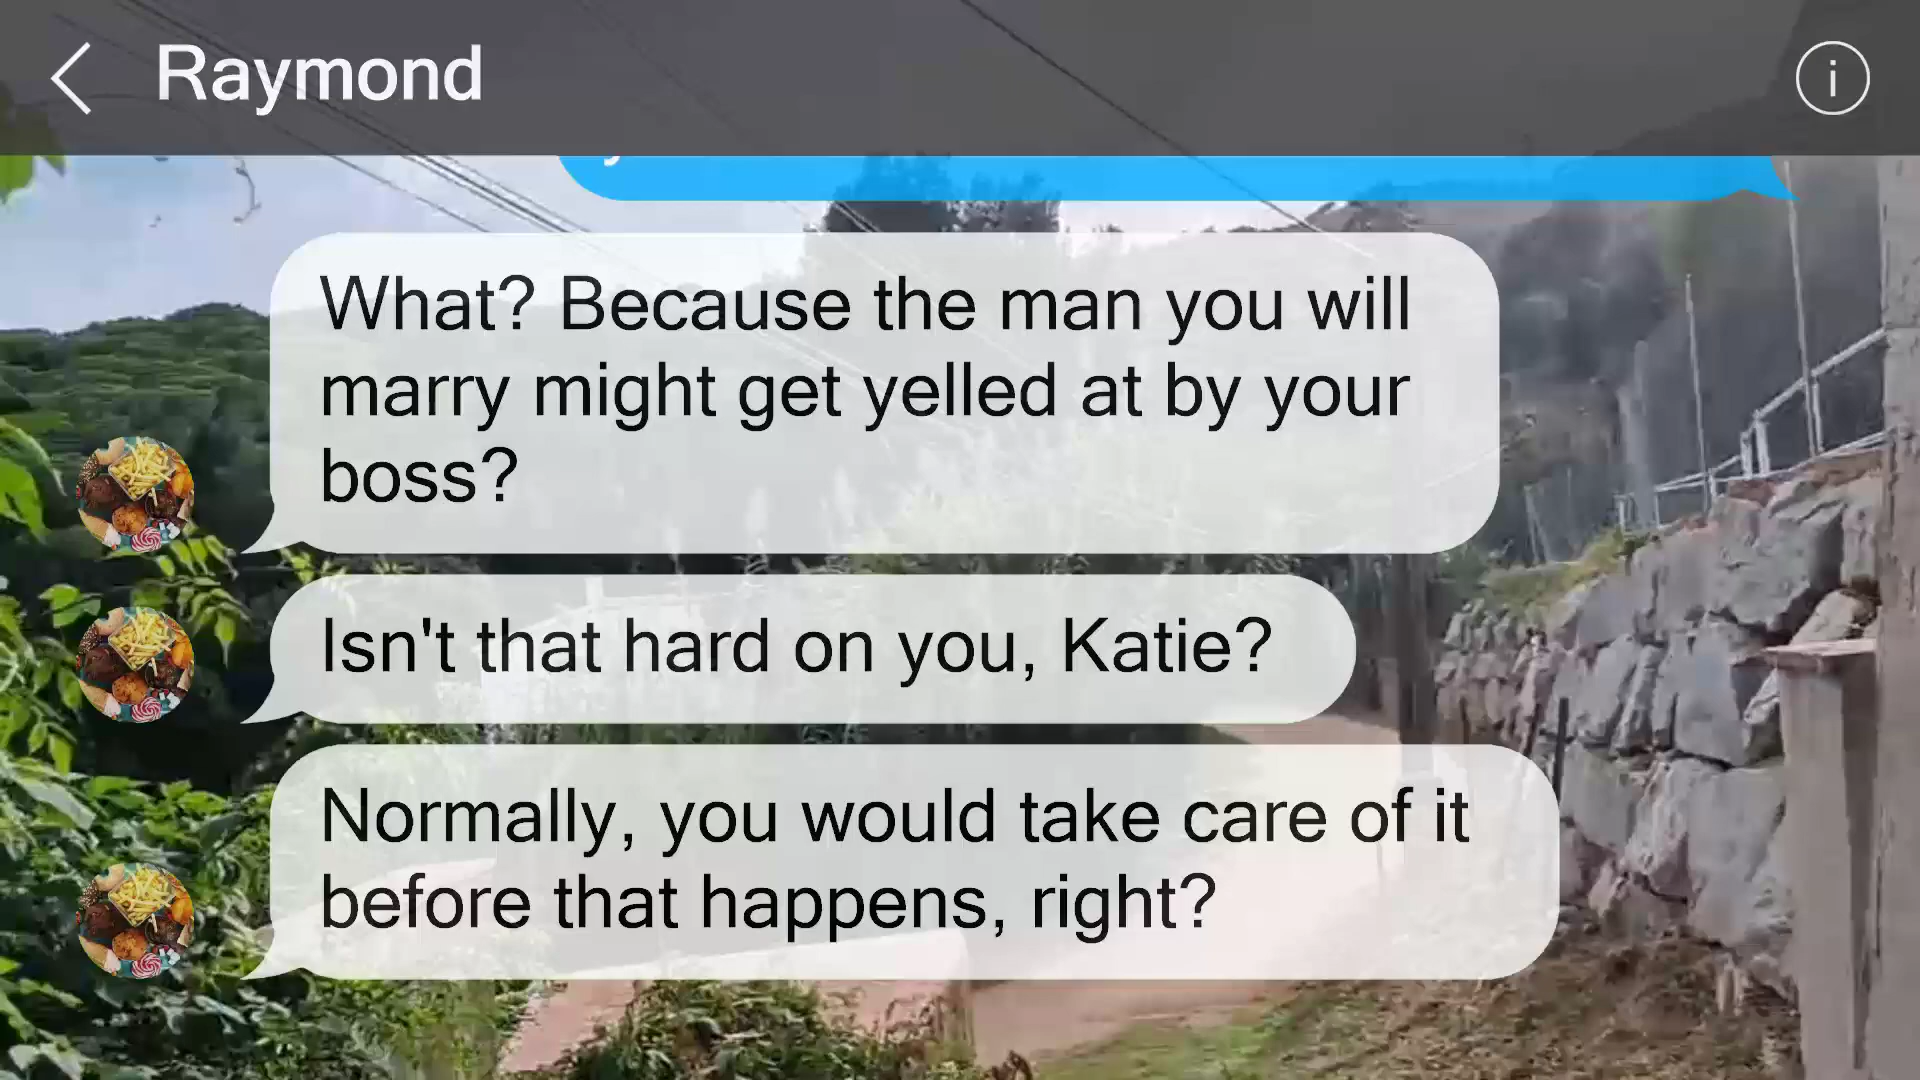 Raymond
What? Because the man you will
marry might get yelled at by your
boss?
Isn't that hard on you, Katie?
Normally, you would take care of it
before that happens, right?